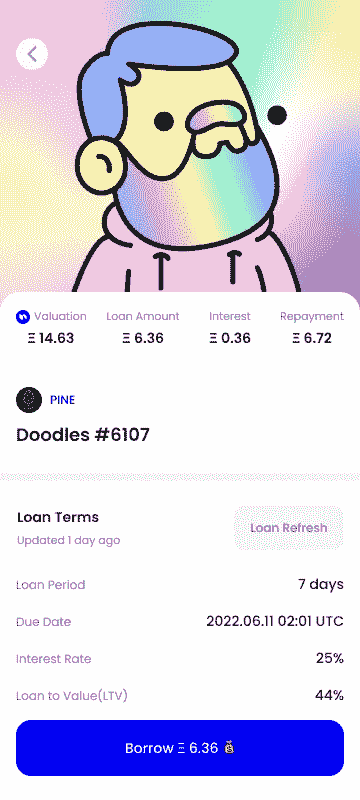 Valuation Loan Amount Interest Repayment
Ξ 14.63 Ξ 6.36 Ξ 0.36 Ξ 6.72
PINE
Doodles #6107
Loan Terms
Updated 1 day ago
Loan Refresh
Loan Period 7 days
Due Date 2022.06.11 02:01 UTC
Interest Rate 25%
Loan to Value(LTV) 44%
Borrow Ξ 6.36 💰